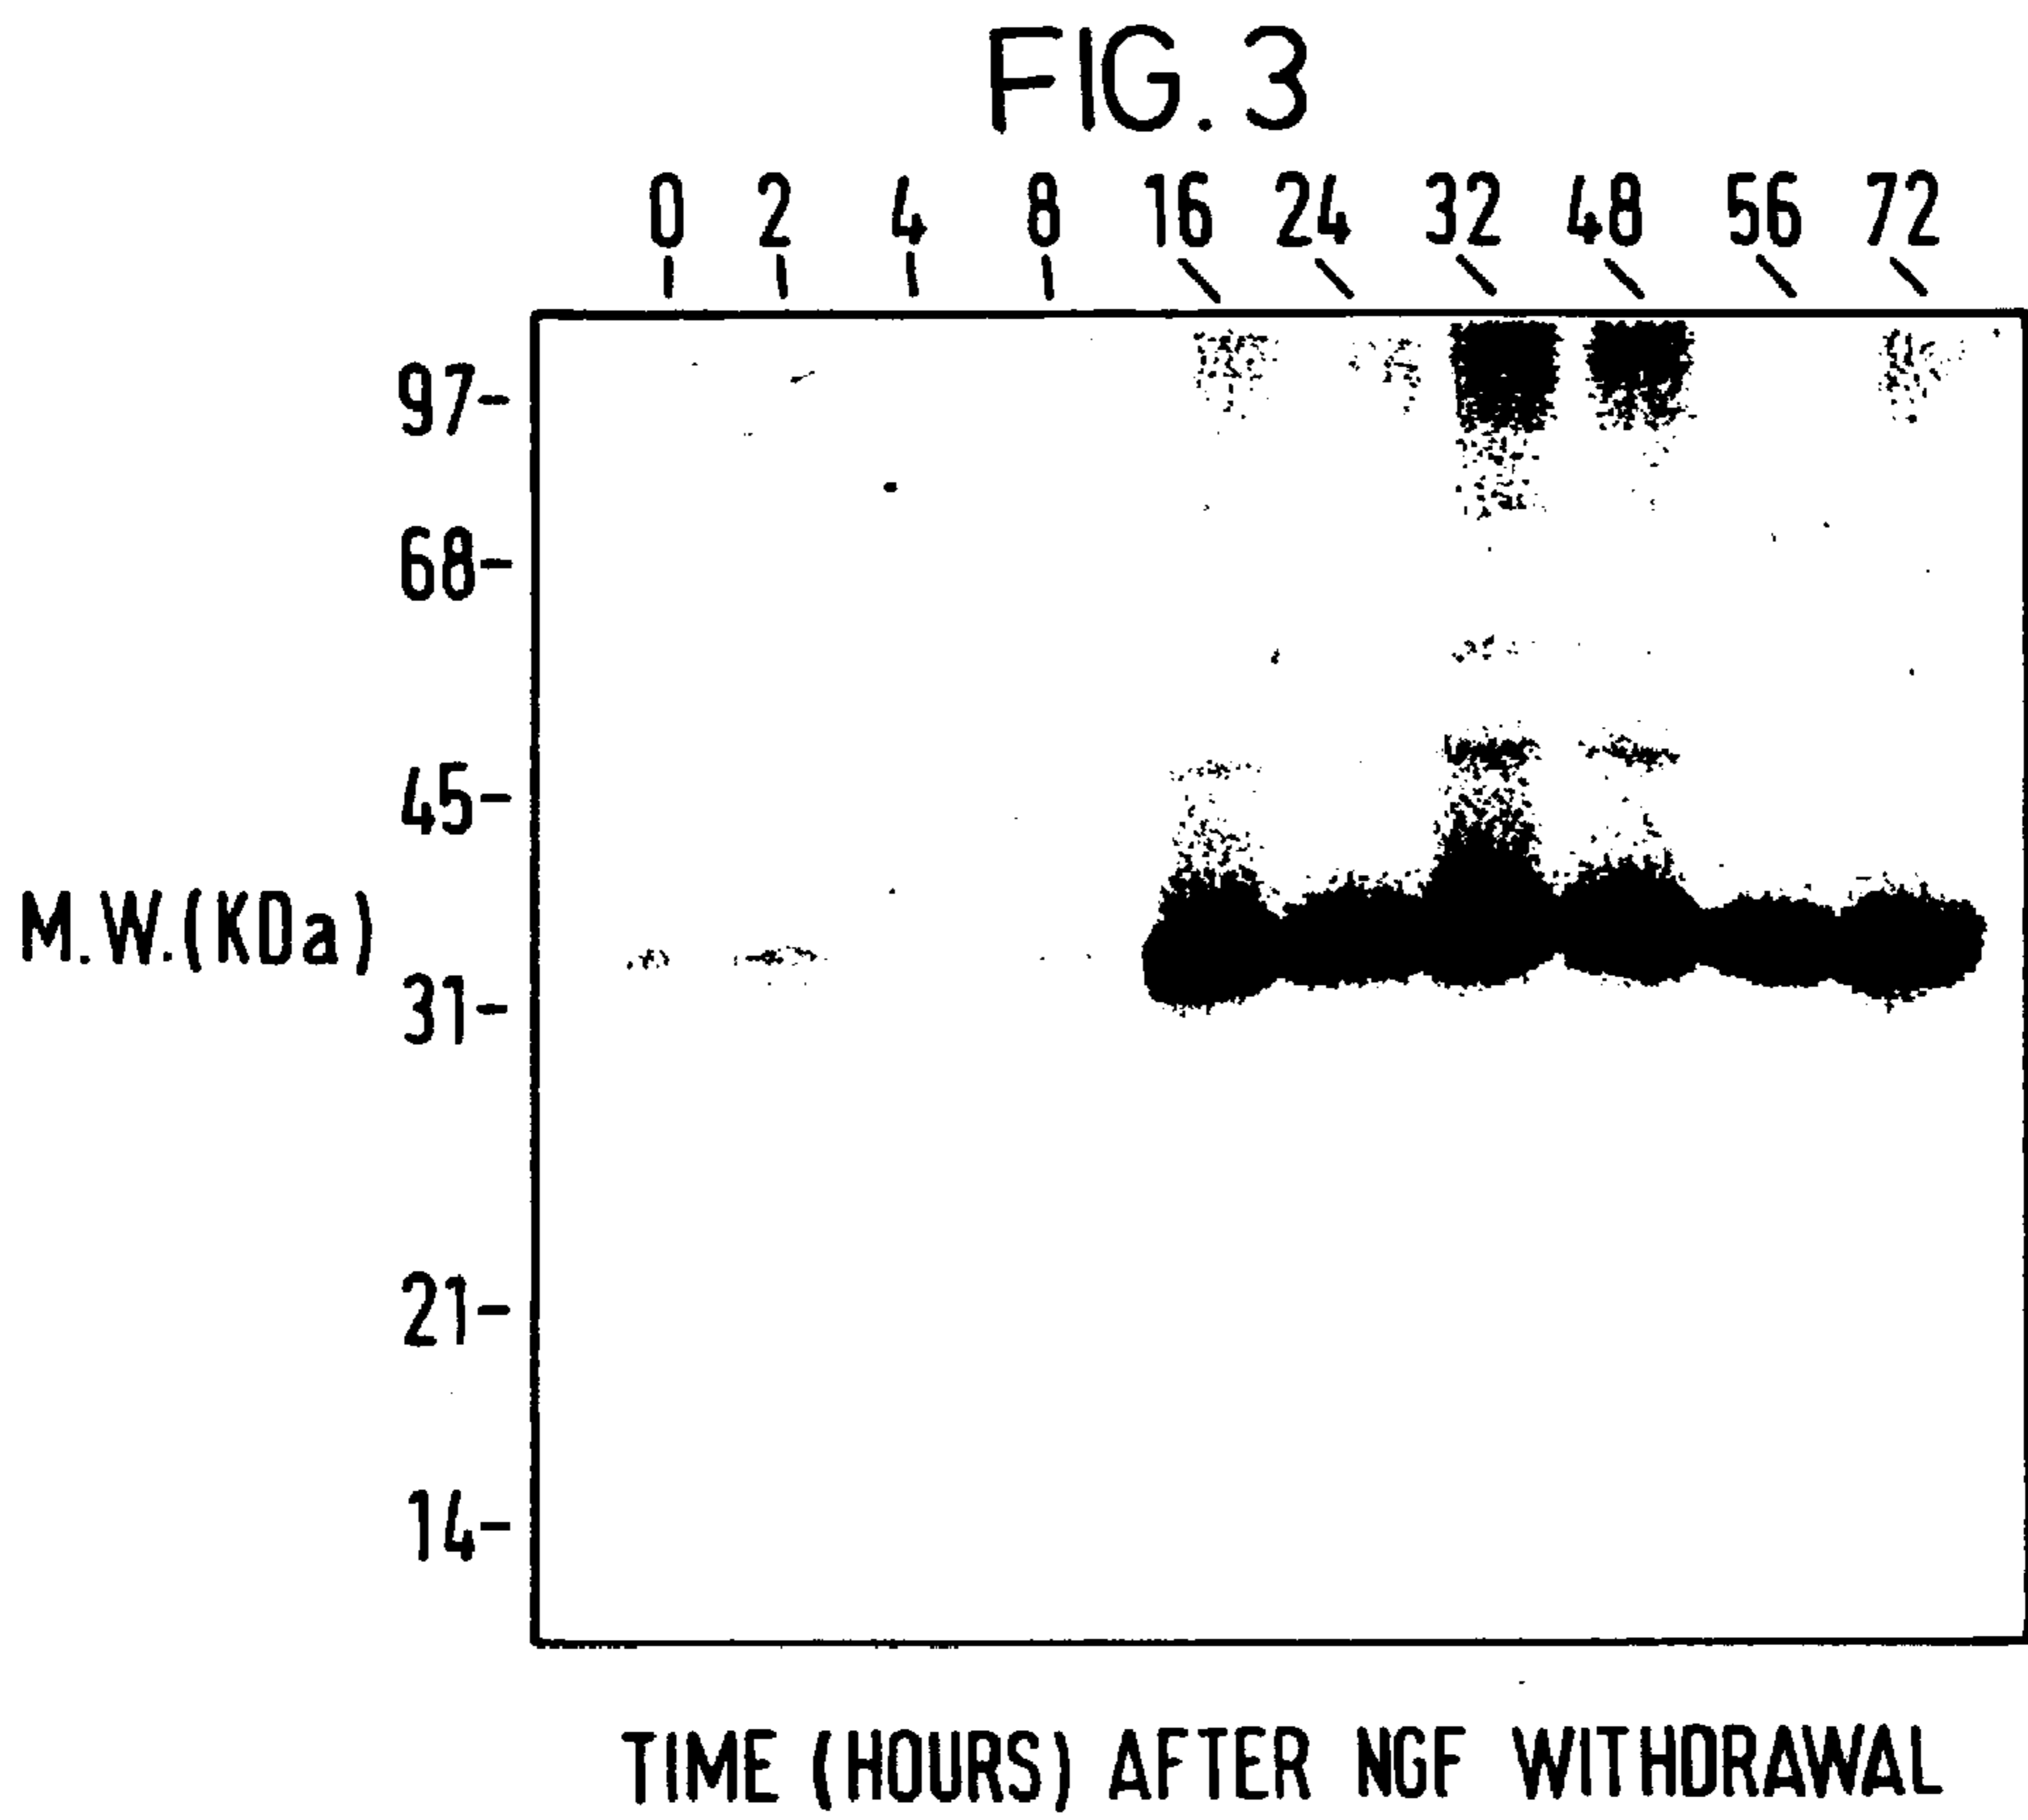 FIG. 3
0 2 4 8 16 24 32 48 56 72
97-
68-
45-
M.W.(KDa)
31-
21-
14-
TIME (HOURS) AFTER NGF WITHDRAWAL